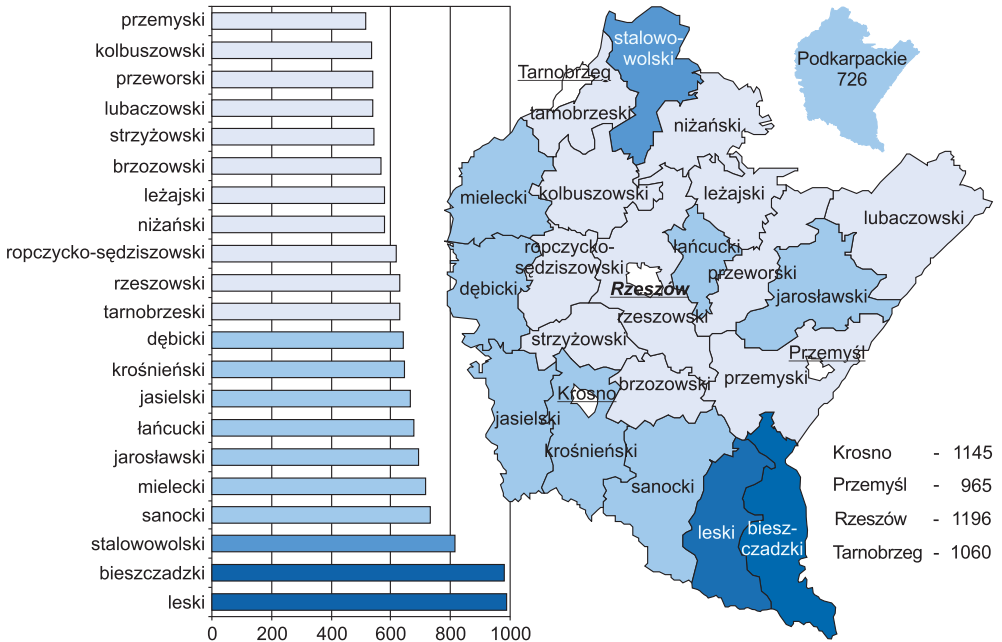 przemyski
kolbuszowski
przeworski
lubaczowski
strzyżowski
brzozowski
leżajski
niżański
ropczycko-sędziszowski
rzeszowski
tarnobrzeski
dębicki
krośnieński
jasielski
łańcucki
jarosławski
mielecki
sanocki
stalowowolski
bieszczadzki
leski
0 200 400 600 800 1000
stalowo-
wolski
Tarnobrzeg
tarnobrzeski
niżański
mielecki
kolbuszowski
leżajski
lubaczowski
ropczycko-
sędziszowski
łańcucki
przeworski
dębicki
Rzeszów
jarosławski
rzeszowski
strzyżowski
Przemyśl
przemyski
brzozowski
Krosno
jasielski
krośnieński
sanocki
leski
biesz-
czadzki
Podkarpackie
726
Krosno - 1145
Przemyśl - 965
Rzeszów - 1196
Tarnobrzeg - 1060